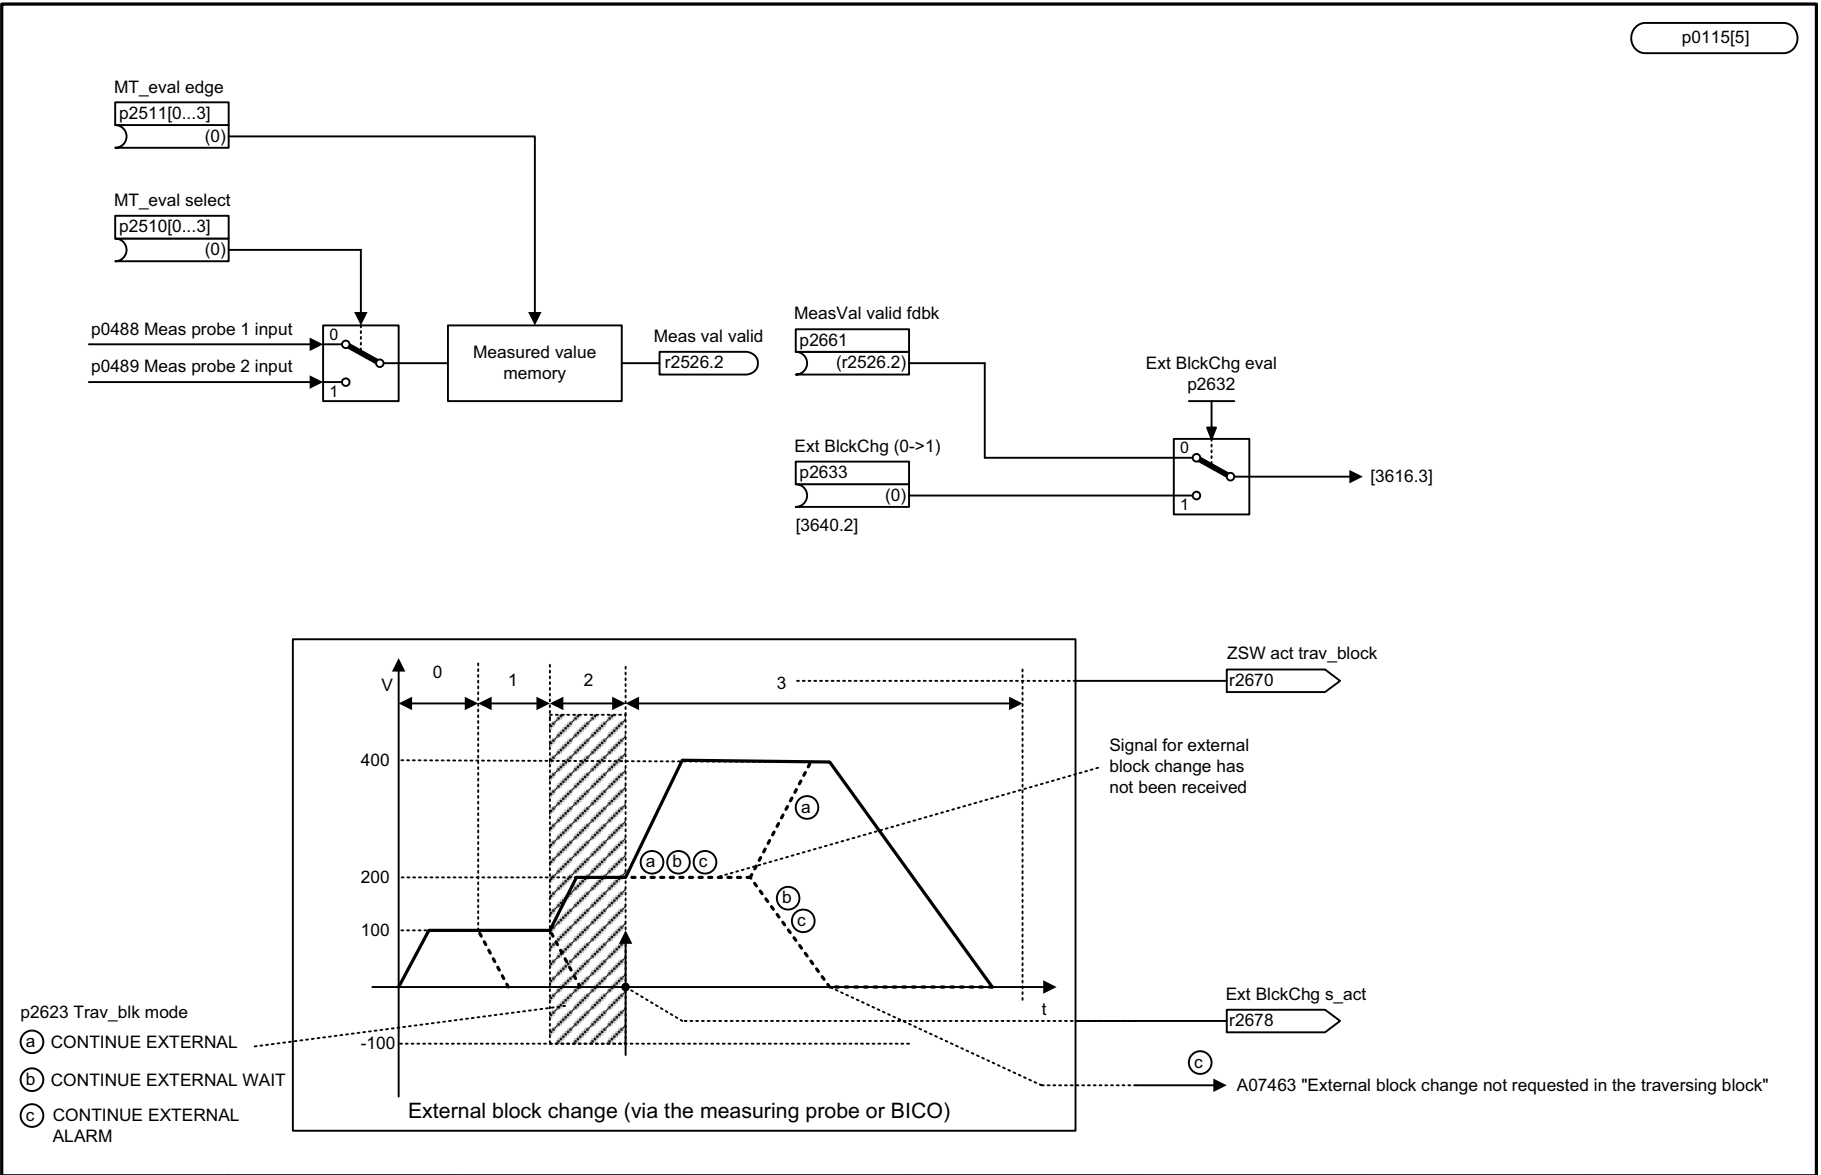 p0115[5]
MT_eval edge
p2511[0...3]
(0)
MT_eval select
p2510[0...3]
(0)
p0488 Meas probe 1 input
p0489 Meas probe 2 input
0
1
Measured value
memory
Meas val valid
r2526.2
MeasVal valid fdbk
p2661
(r2526.2)
Ext BlckChg (0->1)
p2633
(0)
[3640.2]
Ext BlckChg eval
p2632
0
1
[3616.3]
V
0
1
2
3
ZSW act trav_block
r2670
400
Signal for external
block change has
not been received
a
a b c
200
b
c
100
t
-100
Ext BlckChg s_act
r2678
c
A07463 "External block change not requested in the traversing block"
p2623 Trav_blk mode
a CONTINUE EXTERNAL
b CONTINUE EXTERNAL WAIT
c CONTINUE EXTERNAL
ALARM
External block change (via the measuring probe or BICO)